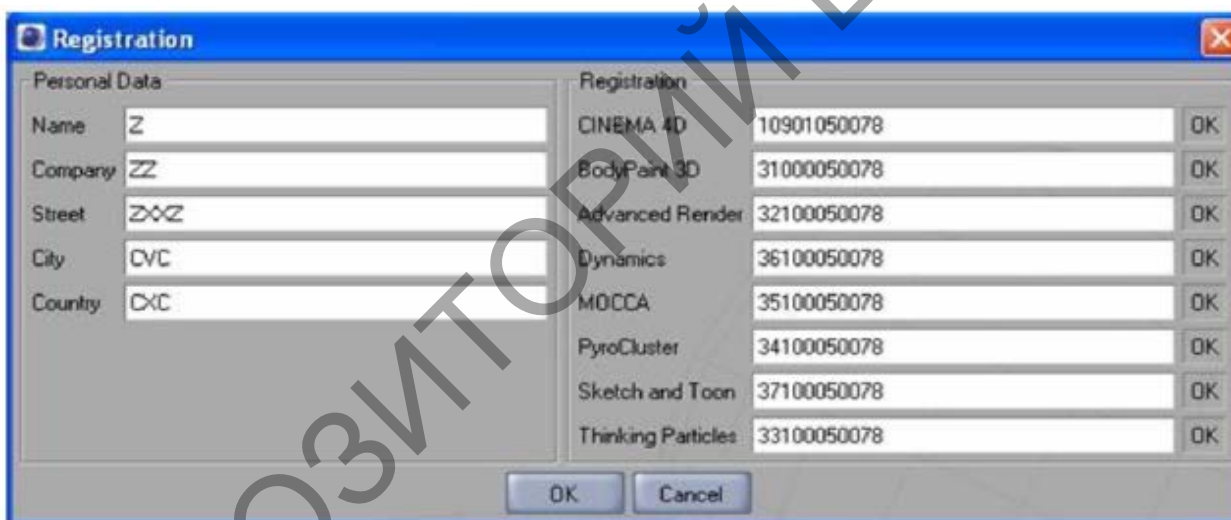 Registration
Personal Data
Name Z
Company ZZ
Street ZXXZ
City CVC
Country CXC
Registration
CINEMA 4D 10901050078 OK
BodyPaint 3D 31000050078 OK
Advanced Render 32100050078 OK
Dynamics 36100050078 OK
MOCCA 35100050078 OK
PyroCluster 34100050078 OK
Sketch and Toon 37100050078 OK
Thinking Particles 33100050078 OK
OK Cancel